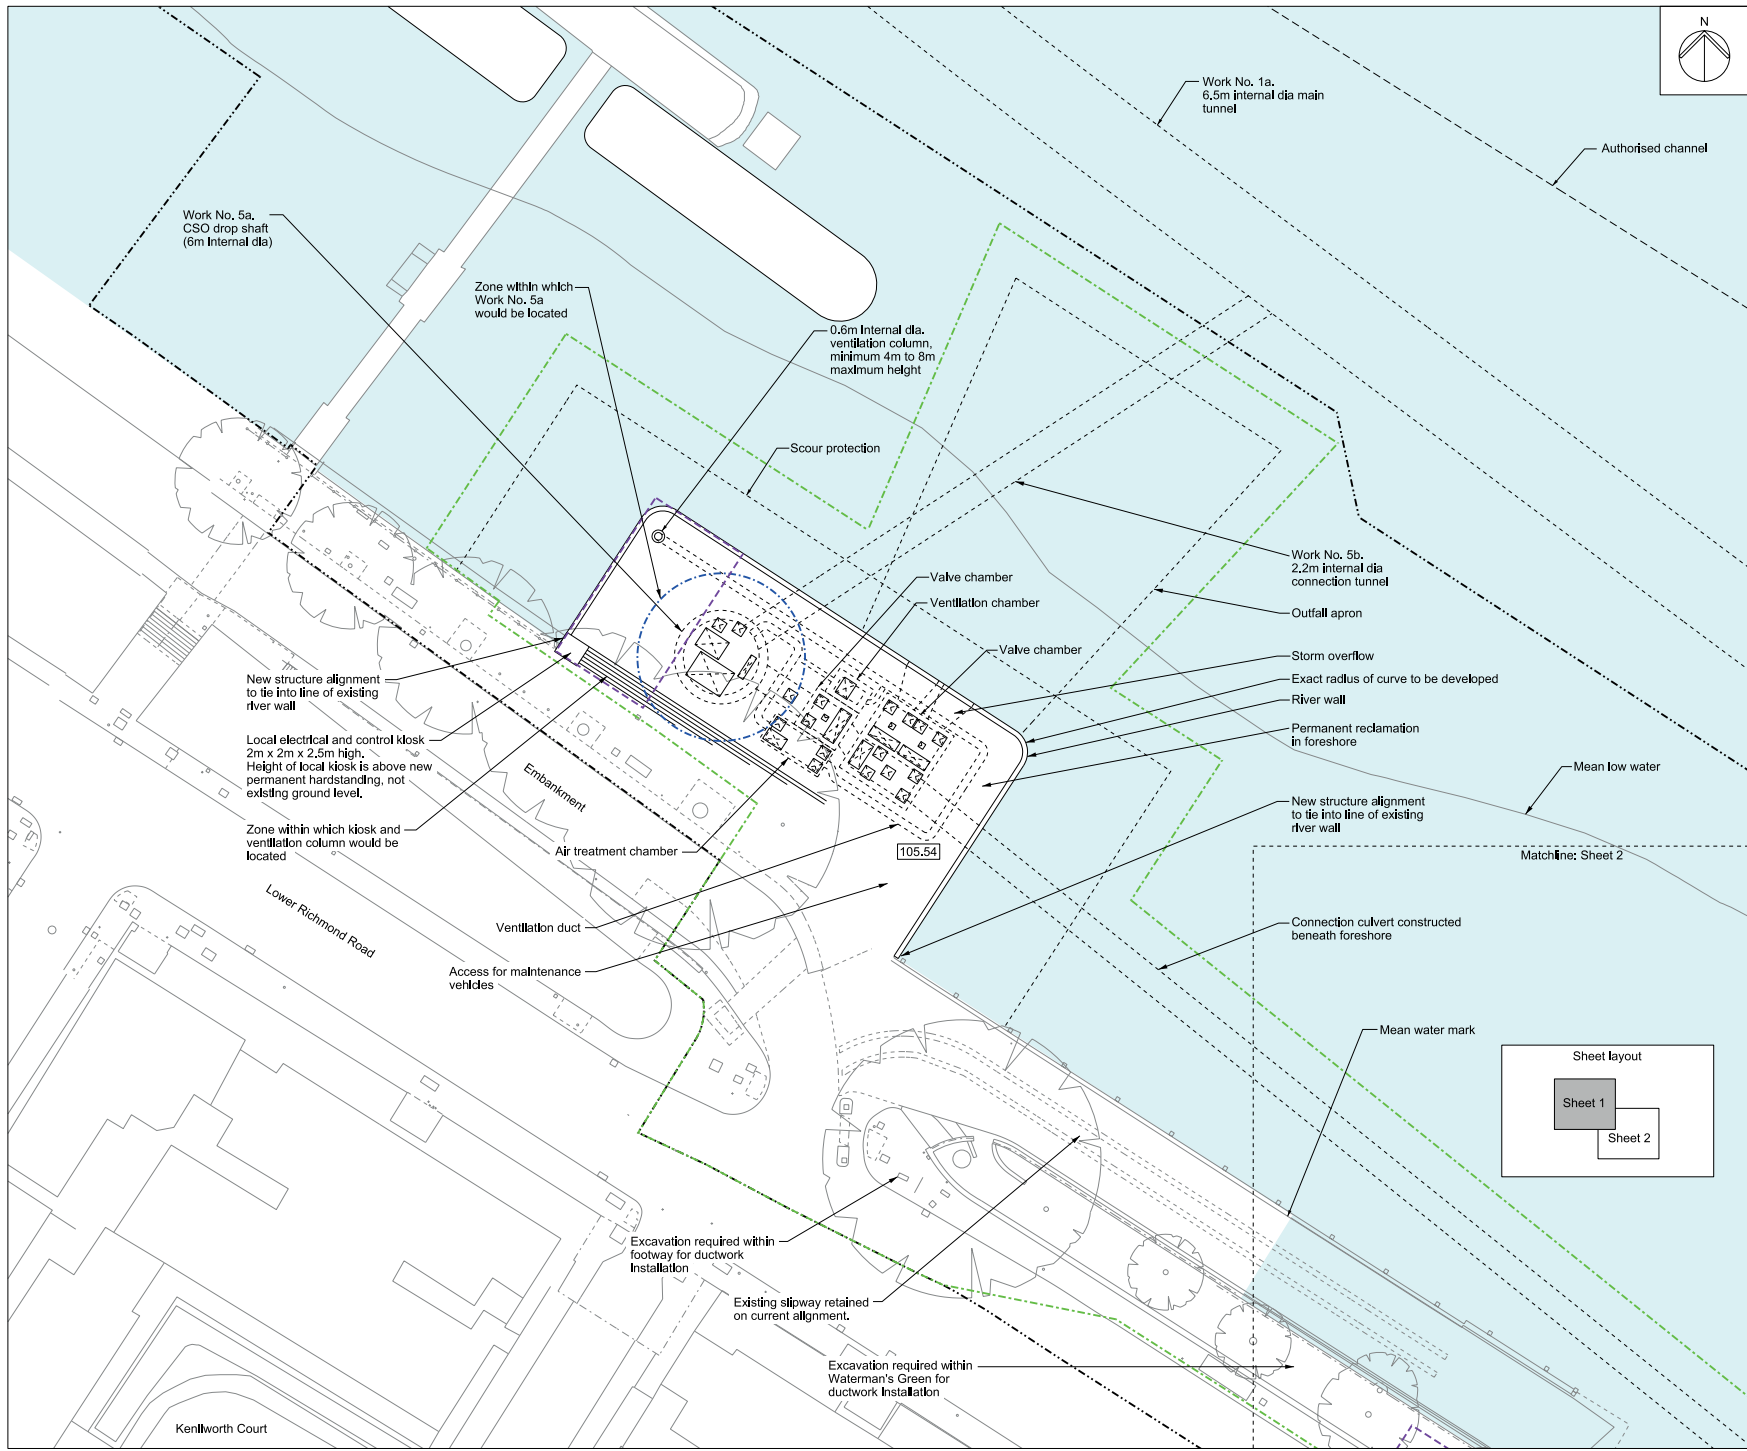 N
Work No. 1a.
6.5m internal dia main
tunnel
Authorised channel
Work No. 5a.
CSO drop shaft
(6m internal dia)
Zone within which
Work No. 5a
would be located
0.6m internal dia.
ventilation column,
minimum 4m to 8m
maximum height
Scour protection
Work No. 5b.
2.2m internal dia
connection tunnel
Valve chamber
Ventilation chamber
Outfall apron
Valve chamber
Storm overflow
Exact radius of curve to be developed
River wall
Permanent reclamation
in foreshore
New structure alignment
to tie into line of existing
river wall
Local electrical and control kiosk
2m x 2m x 2.5m high.
Height of local kiosk is above new
permanent hardstanding, not
existing ground level.
Embankment
Mean low water
New structure alignment
to tie into line of existing
river wall
Zone within which kiosk and
ventilation column would be
located
Air treatment chamber
105.54
Matchline: Sheet 2
Lower Richmond Road
Ventilation duct
Connection culvert constructed
beneath foreshore
Access for maintenance
vehicles
Mean water mark
Sheet layout
Sheet 1
Sheet 2
Excavation required within
footway for ductwork
installation
Existing slipway retained
on current alignment.
Excavation required within
Waterman's Green for
ductwork installation
Kenilworth Court